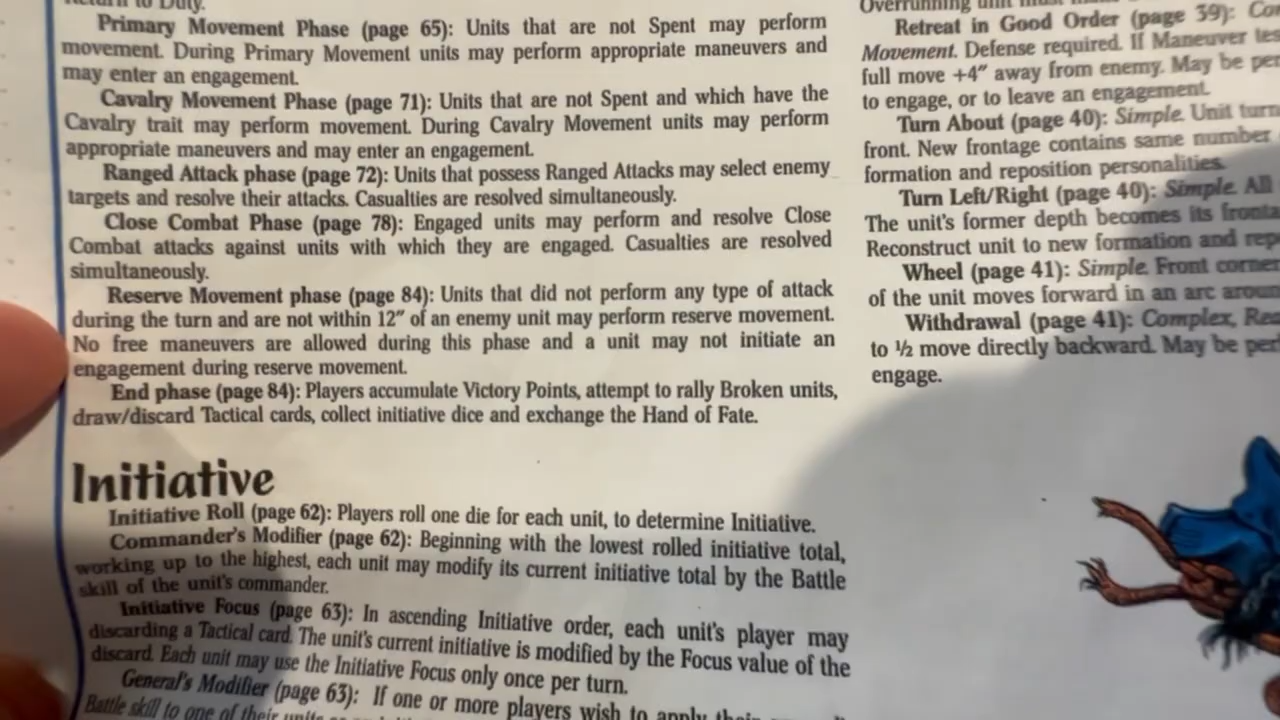 Return to Duty.
Primary Movement Phase (page 65): Units that are not Spent may perform
movement. During Primary Movement units may perform appropriate maneuvers and
may enter an engagement.
Cavalry Movement Phase (page 71): Units that are not Spent and which have the
Cavalry trait may perform movement. During Cavalry Movement units may perform
appropriate maneuvers and may enter an engagement.
Ranged Attack phase (page 72): Units that possess Ranged Attacks may select enemy
targets and resolve their attacks. Casualties are resolved simultaneously.
Close Combat Phase (page 78): Engaged units may perform and resolve Close
Combat attacks against units with which they are engaged. Casualties are resolved
simultaneously.
Reserve Movement phase (page 84): Units that did not perform any type of attack
during the turn and are not within 12" of an enemy unit may perform reserve movement.
No free maneuvers are allowed during this phase and a unit may not initiate an
engagement during reserve movement.
End phase (page 84): Players accumulate Victory Points, attempt to rally Broken units,
draw/discard Tactical cards, collect initiative dice and exchange the Hand of Fate.
Initiative
Initiative Roll (page 62): Players roll one die for each unit, to determine Initiative.
Commander's Modifier (page 62): Beginning with the lowest rolled initiative total,
working up to the highest, each unit may modify its current initiative total by the Battle
skill of the unit's commander.
Initiative Focus (page 63): In ascending Initiative order, each unit's player may
discarding a Tactical card. The unit's current initiative is modified by the Focus value of the
discard. Each unit may use the Initiative Focus only once per turn.
General's Modifier (page 63): If one or more players wish to apply their
Battle skill to one of their units
Overrunning unit must
Retreat in Good Order (page 39):
Movement. Defense required. If Maneuver
full move +4" away from enemy. May be
to engage, or to leave an engagement.
Turn About (page 40): Simple. Unit
front. New frontage contains same number
formation and reposition personalities.
Turn Left/Right (page 40): Simple. All
The unit's former depth becomes its
Reconstruct unit to new formation and
Wheel (page 41): Simple. Front corner
of the unit moves forward in an arc
Withdrawal (page 41): Complex,
to ½ move directly backward. May be
engage.